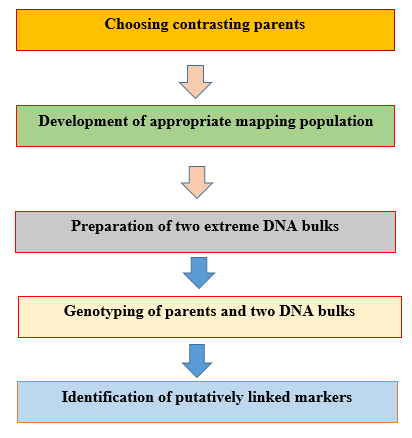 Choosing contrasting parents
Development of appropriate mapping population
Preparation of two extreme DNA bulks
Genotyping of parents and two DNA bulks
Identification of putatively linked markers